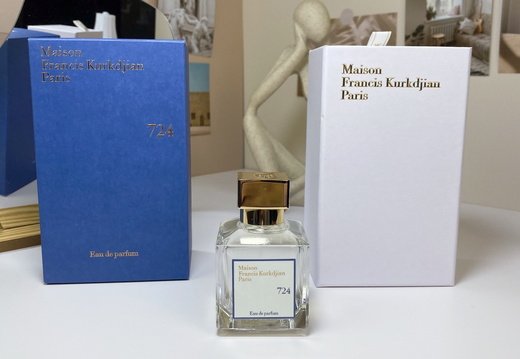 Maison
Francis Kurkdjian
Paris
724
Eau de parfum
Maison
Francis Kurkdjian
Paris
Maison
Francis Kurkdjian
Paris
724
Eau de parfum